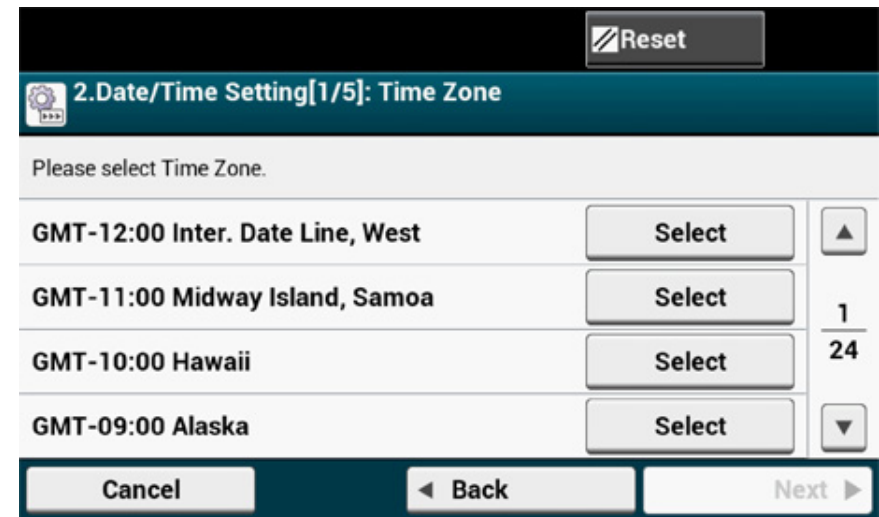 Reset
2.Date/Time Setting[1/5]: Time Zone
Please select Time Zone.
GMT-12:00 Inter. Date Line, West Select
GMT-11:00 Midway Island, Samoa Select
1
GMT-10:00 Hawaii Select
24
GMT-09:00 Alaska Select
Cancel Back Next